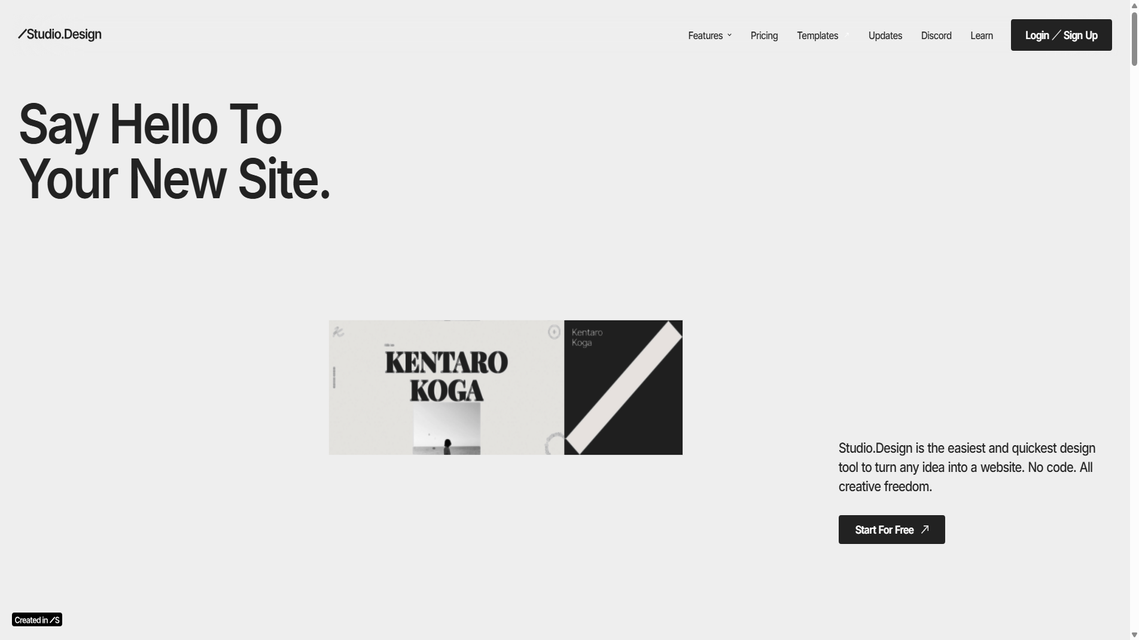 /Studio.Design
Features
Pricing
Templates
Updates
Discord
Learn
Login / Sign Up
Say Hello To
Your New Site.
KENTARO
KOGA
Kentaro
Koga
Studio.Design is the easiest and quickest design
tool to turn any idea into a website. No code. All
creative freedom.
Start For Free
Created in /S